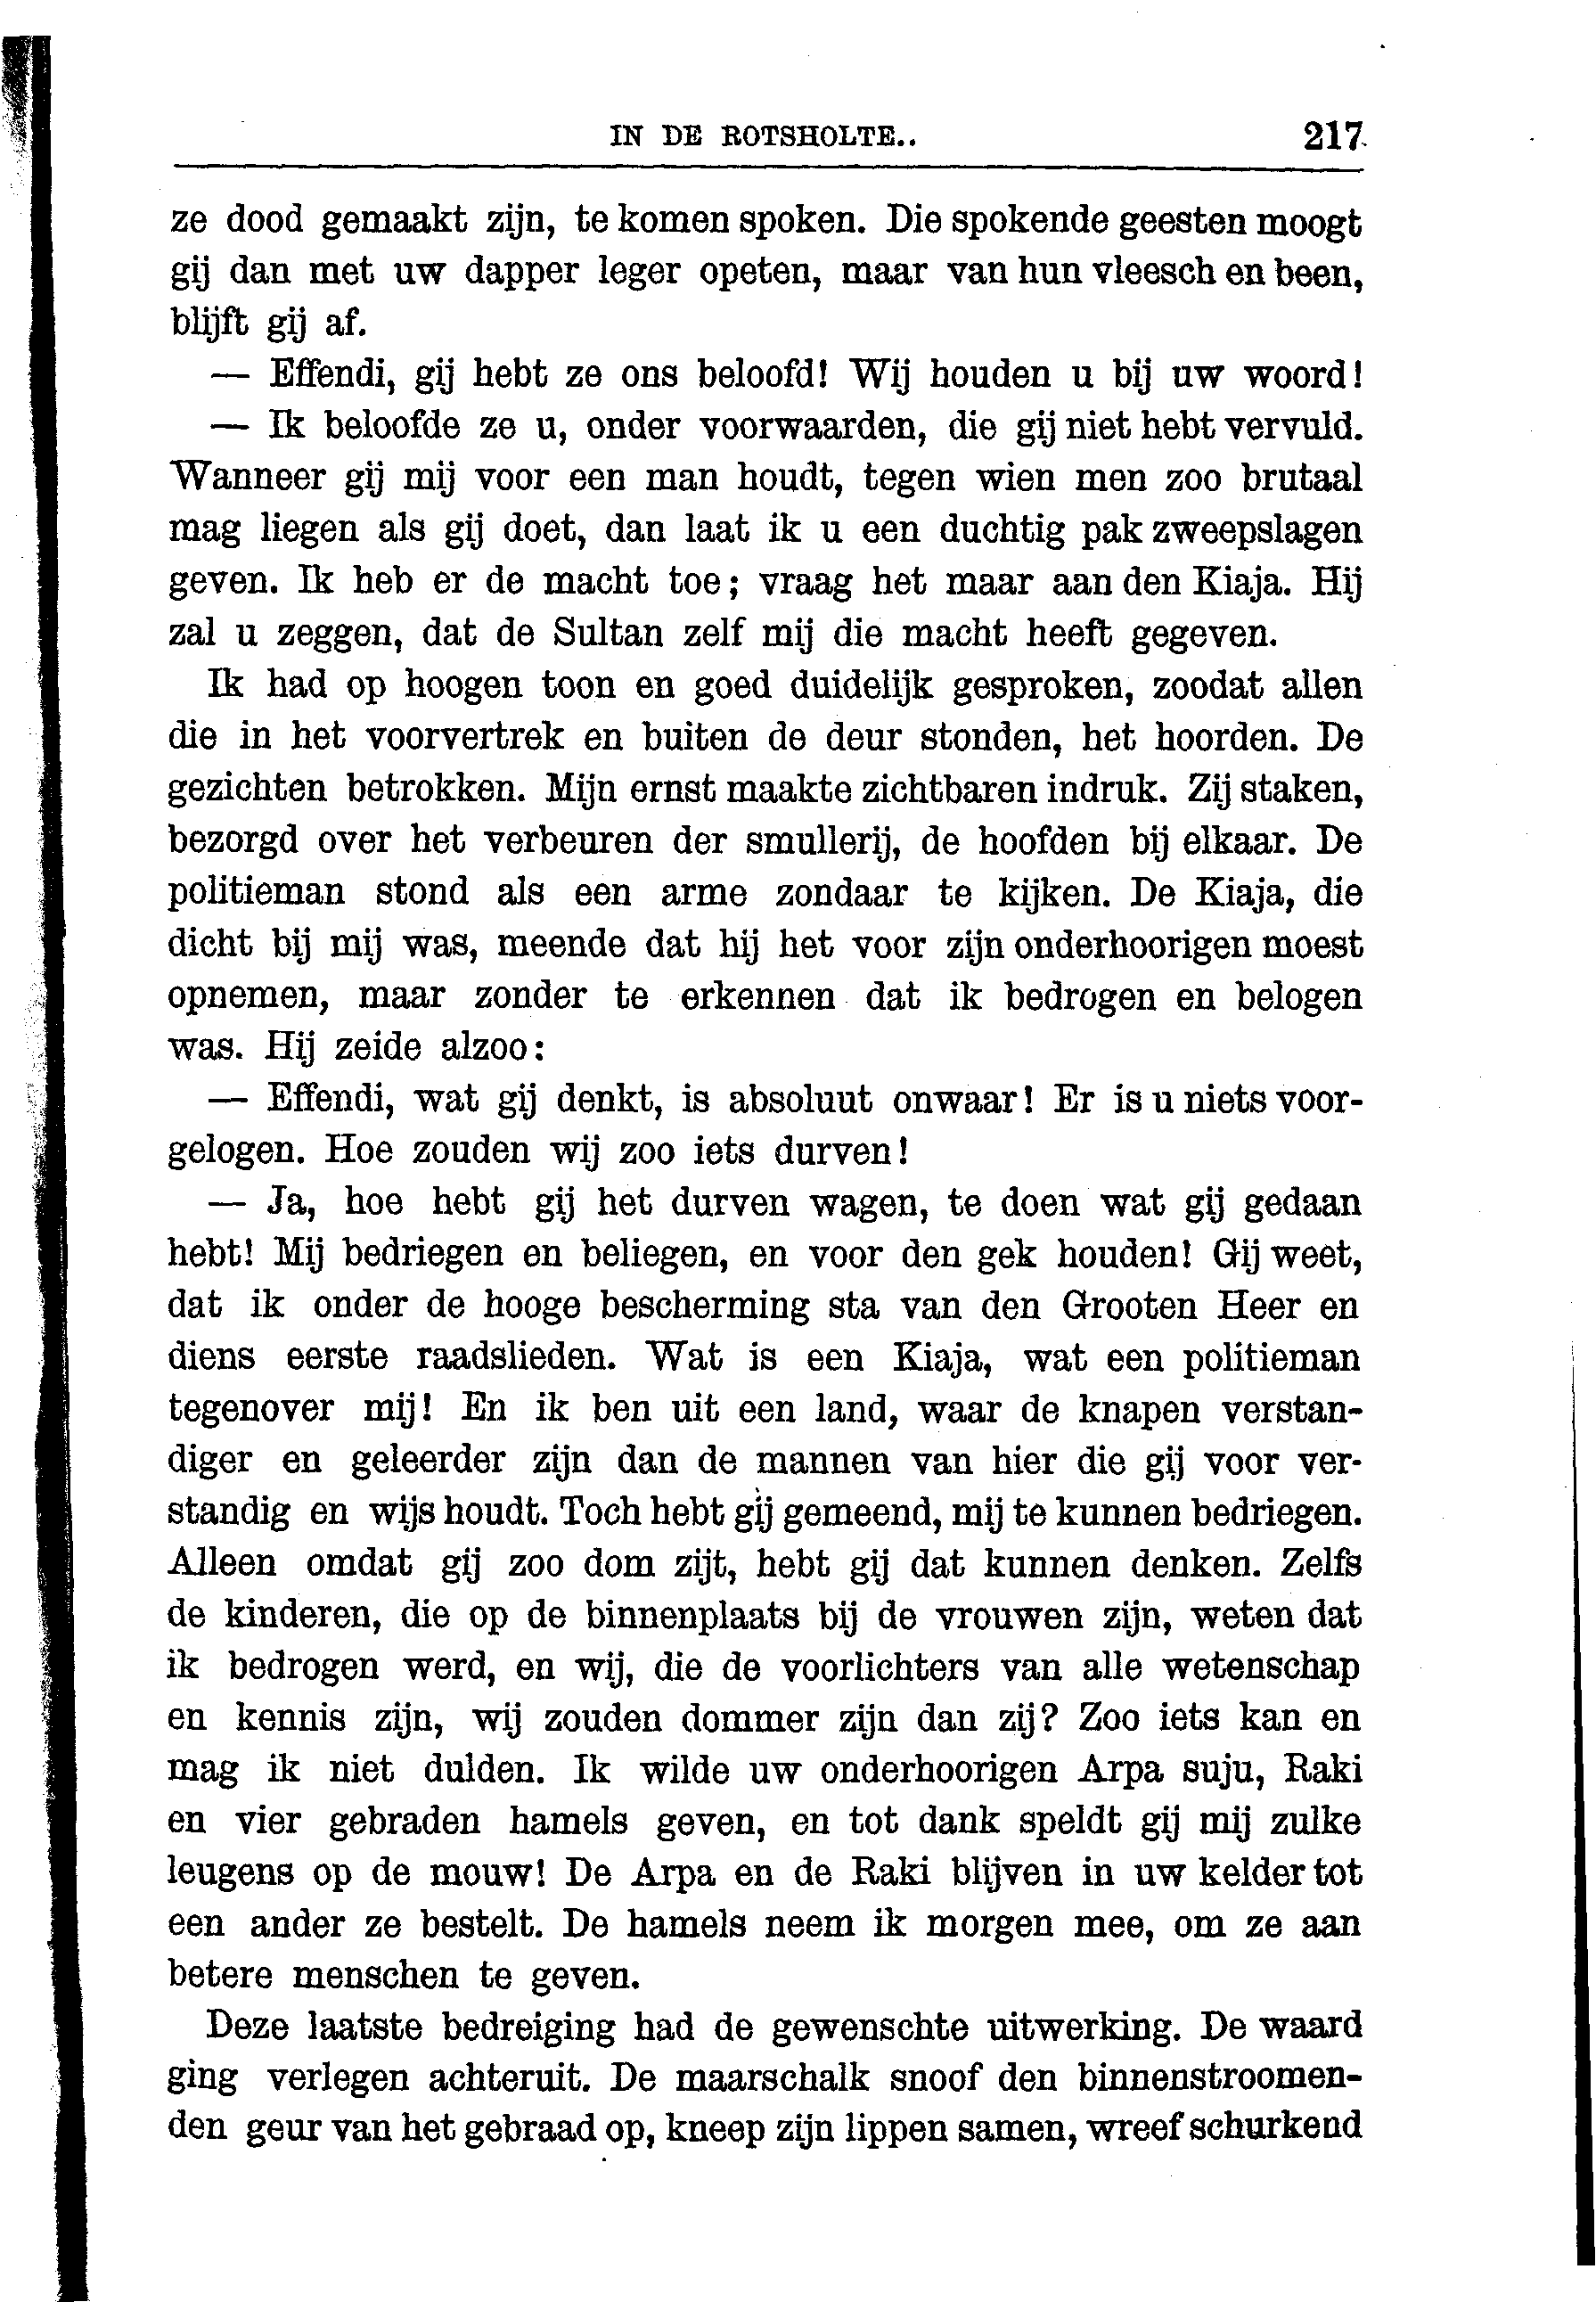 IN DE ROTSHOLTE.. 217
ze dood gemaakt zijn, te komen spoken. Die spokende geesten moogt
gij dan met uw dapper leger opeten, maar van hun vleesch en been,
blijft gij af.
— Effendi, gij hebt ze ons beloofd! Wij houden u bij uw woord!
— Ik beloofde ze u, onder voorwaarden, die gij niet hebt vervuld.
Wanneer gij mij voor een man houdt, tegen wien men zoo brutaal
mag liegen als gij doet, dan laat ik u een duchtig pak zweepslagen
geven. Ik heb er de macht toe; vraag het maar aan den Kiaja. Hij
zal u zeggen, dat de Sultan zelf mij die macht heeft gegeven.
Ik had op hoogen toon en goed duidelijk gesproken, zoodat allen
die in het voorvertrek en buiten de deur stonden, het hoorden. De
gezichten betrokken. Mijn ernst maakte zichtbaren indruk. Zij staken,
bezorgd over het verbeuren der smullerij, de hoofden bij elkaar. De
politieman stond als een arme zondaar te kijken. De Kiaja, die
dicht bij mij was, meende dat hij het voor zijn onderhoorigen moest
opnemen, maar zonder te erkennen dat ik bedrogen en belogen
was. Hij zeide alzoo:
— Effendi, wat gij denkt, is absoluut onwaar! Er is u niets voor-
gelogen. Hoe zouden wij zoo iets durven!
— Ja, hoe hebt gij het durven wagen, te doen wat gij gedaan
hebt! Mij bedriegen en beliegen, en voor den gek houden! Gij weet,
dat ik onder de hooge bescherming sta van den Grooten Heer en
diens eerste raadslieden. Wat is een Kiaja, wat een politieman
tegenover mij! En ik ben uit een land, waar de knapen verstan-
diger en geleerder zijn dan de mannen van hier die gij voor ver-
standig en wijs houdt. Toch hebt gij gemeend, mij te kunnen bedriegen.
Alleen omdat gij zoo dom zijt, hebt gij dat kunnen denken. Zelfs
de kinderen, die op de binnenplaats bij de vrouwen zijn, weten dat
ik bedrogen werd, en wij, die de voorlichters van alle wetenschap
en kennis zijn, wij zouden dommer zijn dan zij? Zoo iets kan en
mag ik niet dulden. Ik wilde uw onderhoorigen Arpa suju, Raki
en vier gebraden hamels geven, en tot dank speldt gij mij zulke
leugens op de mouw! De Arpa en de Raki blijven in uw kelder tot
een ander ze bestelt. De hamels neem ik morgen mee, om ze aan
betere menschen te geven.
Deze laatste bedreiging had de gewenschte uitwerking. De waard
ging verlegen achteruit. De maarschalk snoof den binnenstroomen-
den geur van het gebraad op, kneep zijn lippen samen, wreef schurkend